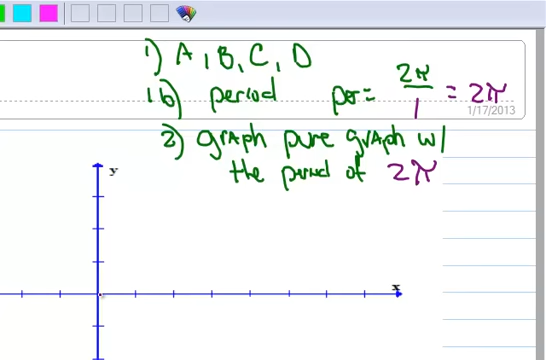 1) A, B, C, D
1b) period per = 2π/1 = 2π
1/17/2013
2) graph pure graph w/
the period of 2π
y
x